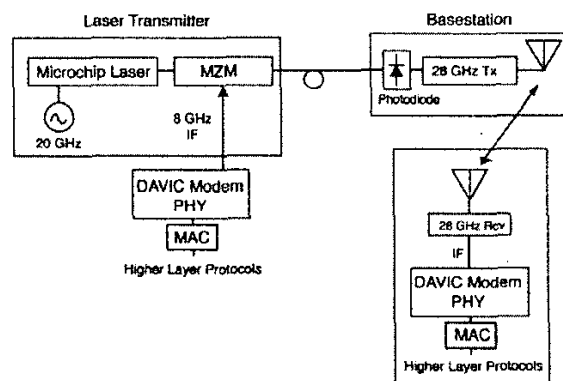 Laser Transmitter
Microchip Laser
MZM
20 GHz
8 GHz
IF
DAVIC Modem
PHY
MAC
Higher Layer Protocols
Basestation
Photodiode
28 GHz Tx
28 GHz Rcv
IF
DAVIC Modem
PHY
MAC
Higher Layer Protocols